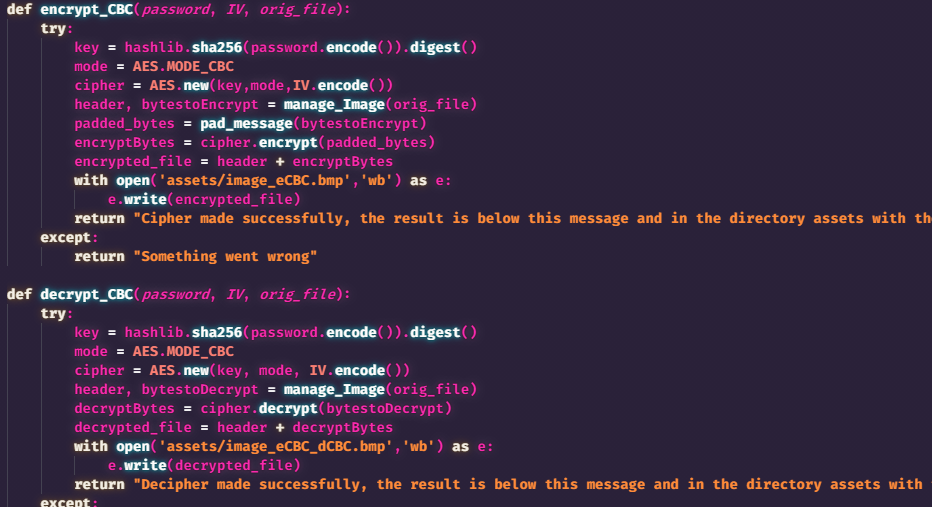 def encrypt_CBC(password, IV, orig_file):
    try:
        key = hashlib.sha256(password.encode()).digest()
        mode = AES.MODE_CBC
        cipher = AES.new(key,mode,IV.encode())
        header, bytestoEncrypt = manage_Image(orig_file)
        padded_bytes = pad_message(bytestoEncrypt)
        encryptBytes = cipher.encrypt(padded_bytes)
        encrypted_file = header + encryptBytes
        with open('assets/image_eCBC.bmp','wb') as e:
            e.write(encrypted_file)
        return "Cipher made successfully, the result is below this message and in the directory assets with
    except:
        return "Something went wrong"

def decrypt_CBC(password, IV, orig_file):
    try:
        key = hashlib.sha256(password.encode()).digest()
        mode = AES.MODE_CBC
        cipher = AES.new(key, mode, IV.encode())
        header, bytestoDecrypt = manage_Image(orig_file)
        decryptBytes = cipher.decrypt(bytestoDecrypt)
        decrypted_file = header + decryptBytes
        with open('assets/image_eCBC_dCBC.bmp','wb') as e:
            e.write(decrypted_file)
        return "Decipher made successfully, the result is below this message and in the directory assets with
    except: